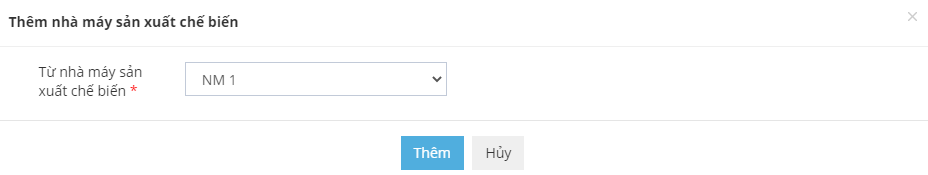 Thêm nhà máy sản xuất chế biến
×
Từ nhà máy sản
xuất chế biến *
NM 1
Thêm
Hủy